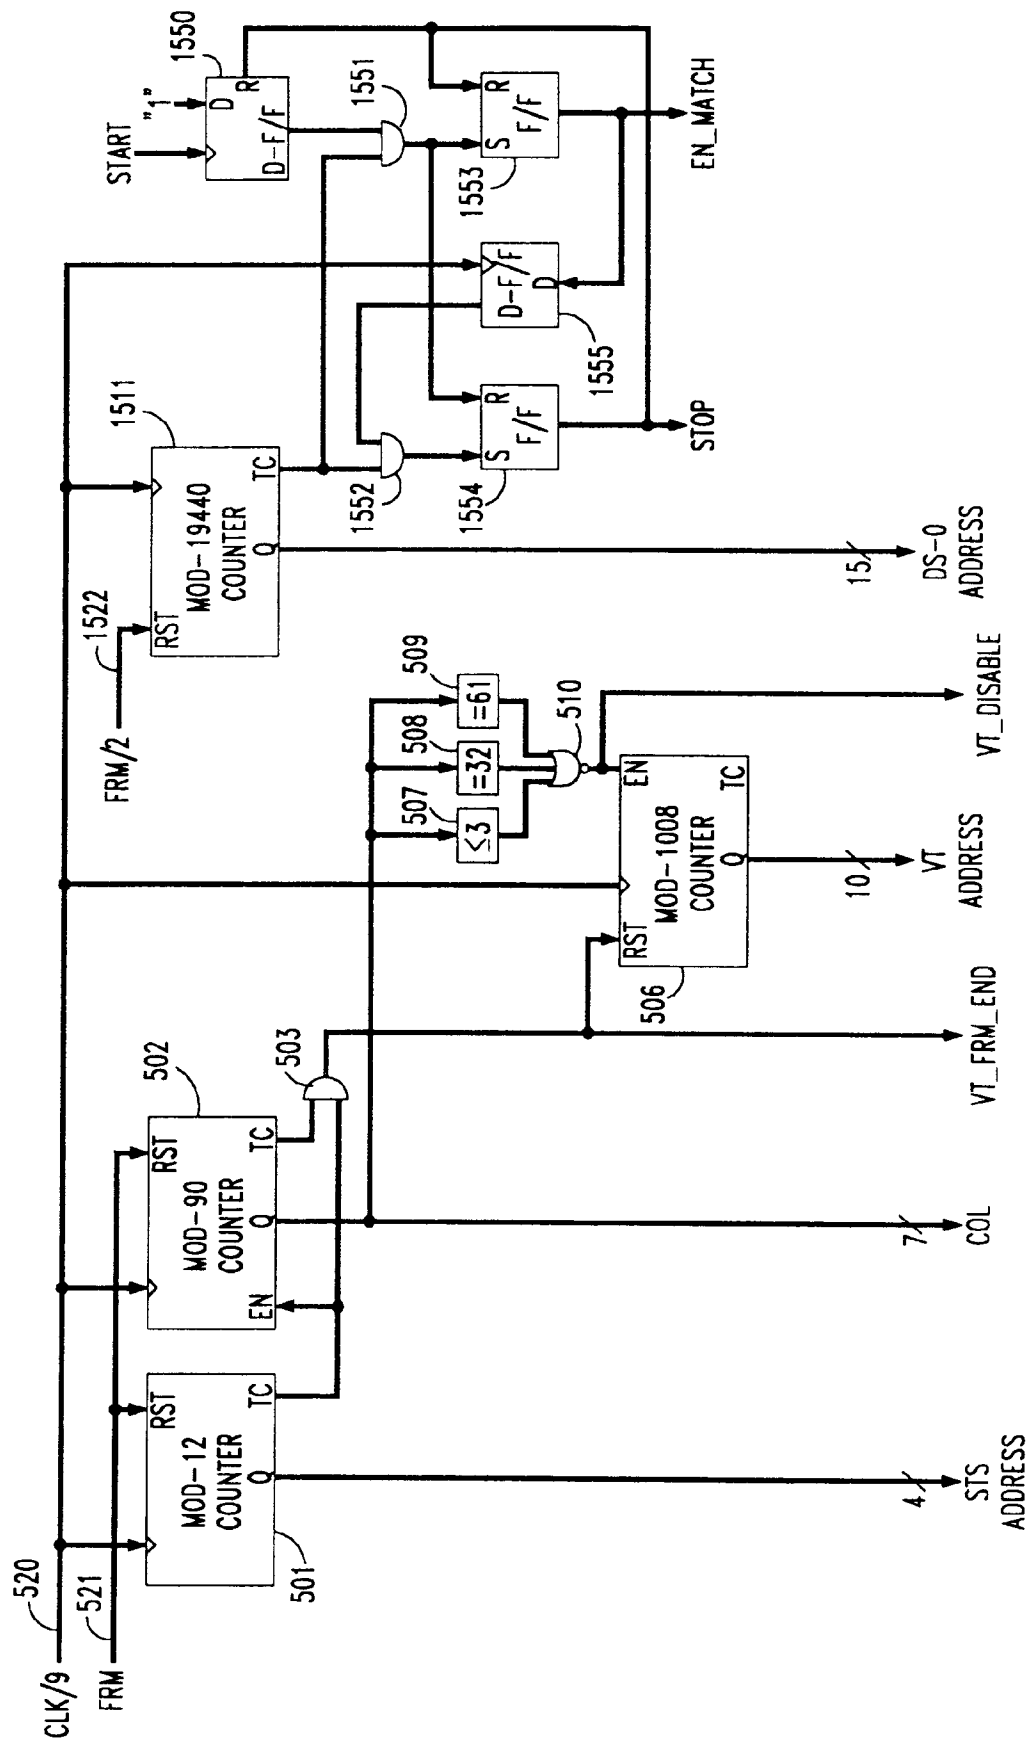 CLK/9
520
FRM
521
MOD-12
COUNTER
RST
Q
TC
501
4
STS
ADDRESS
502
MOD-90
COUNTER
RST
EN
Q
TC
503
7
COL
VT_FRM_END
506
RST
MOD-1008
COUNTER
EN
Q
TC
10
VT
ADDRESS
507
≤3
508
=32
509
=61
510
VT_DISABLE
FRM/2
1522
1511
RST
MOD-19440
COUNTER
Q
TC
15
DS-0
ADDRESS
START
"1"
1550
D
R
D-F/F
1551
1552
S
R
F/F
1554
STOP
D-F/F
D
1555
S
R
F/F
1553
EN_MATCH